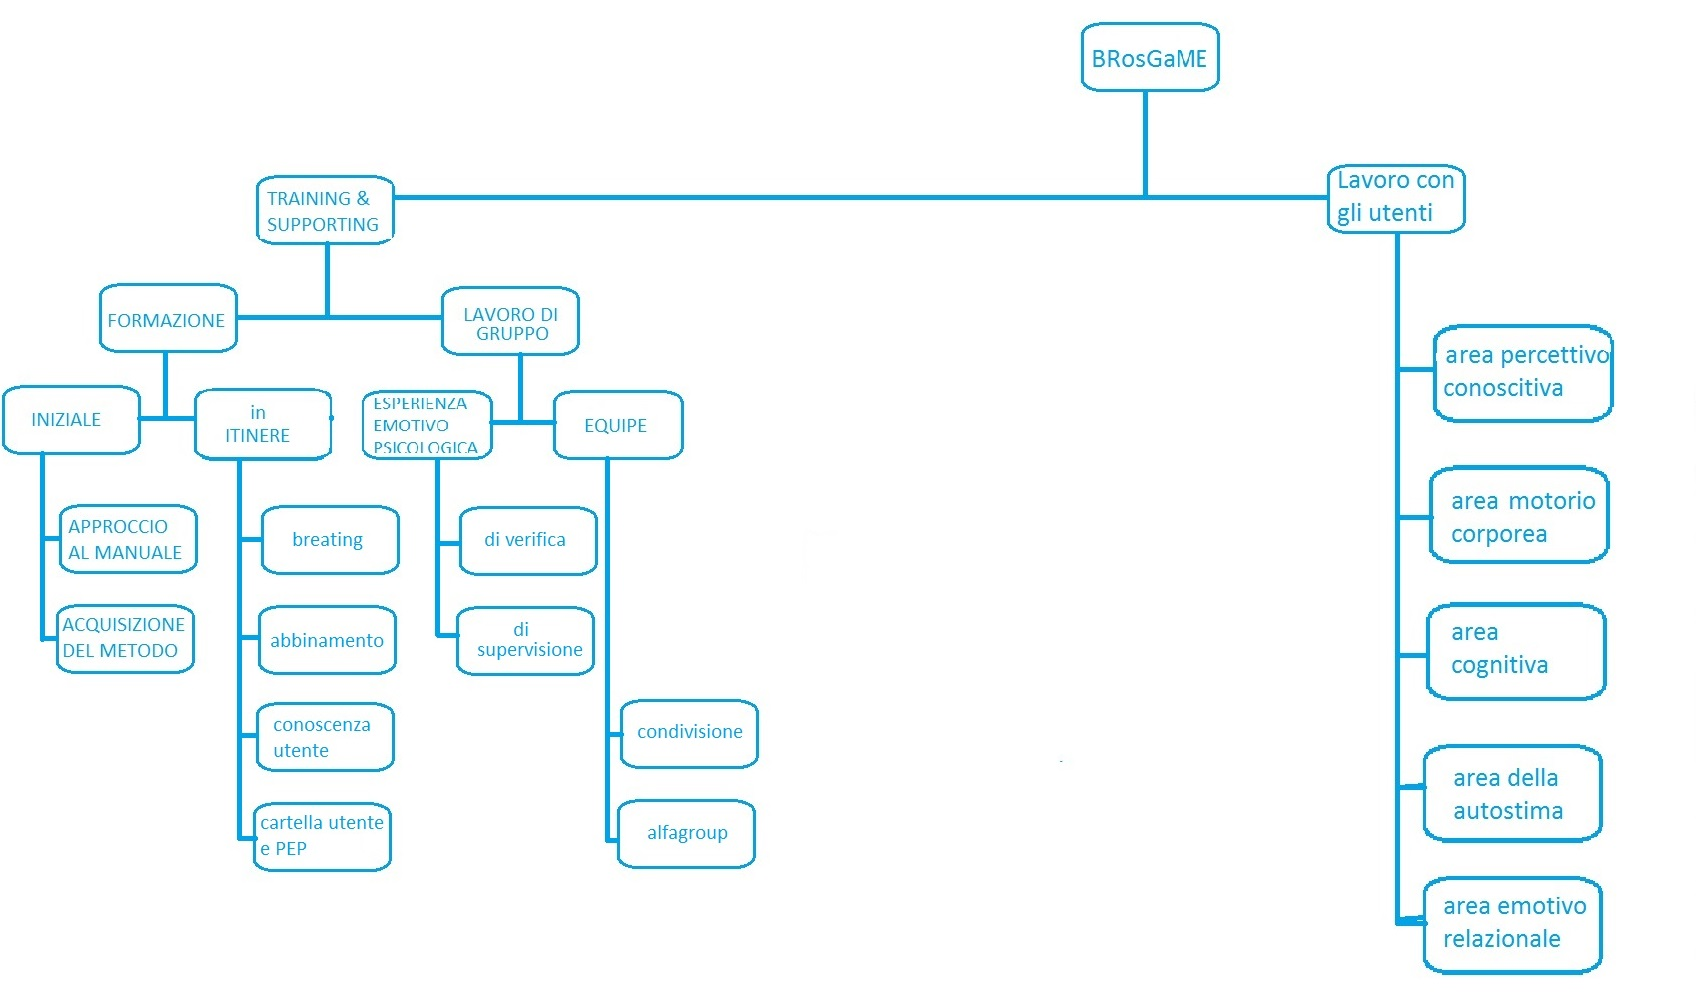 BRosGaME
TRAINING &
SUPPORTING
Lavoro con
gli utenti
FORMAZIONE
LAVORO DI
GRUPPO
INIZIALE
in
ITINERE
ESPERIENZA
EMOTIVO
PSICOLOGICA
EQUIPE
APPROCCIO
AL MANUALE
ACQUISIZIONE
DEL METODO
breating
abbinamento
conoscenza
utente
cartella utente
e PEP
di verifica
di
supervisione
condivisione
alfagroup
area percettivo
conoscitiva
area motorio
corporea
area
cognitiva
area della
autostima
area emotivo
relazionale